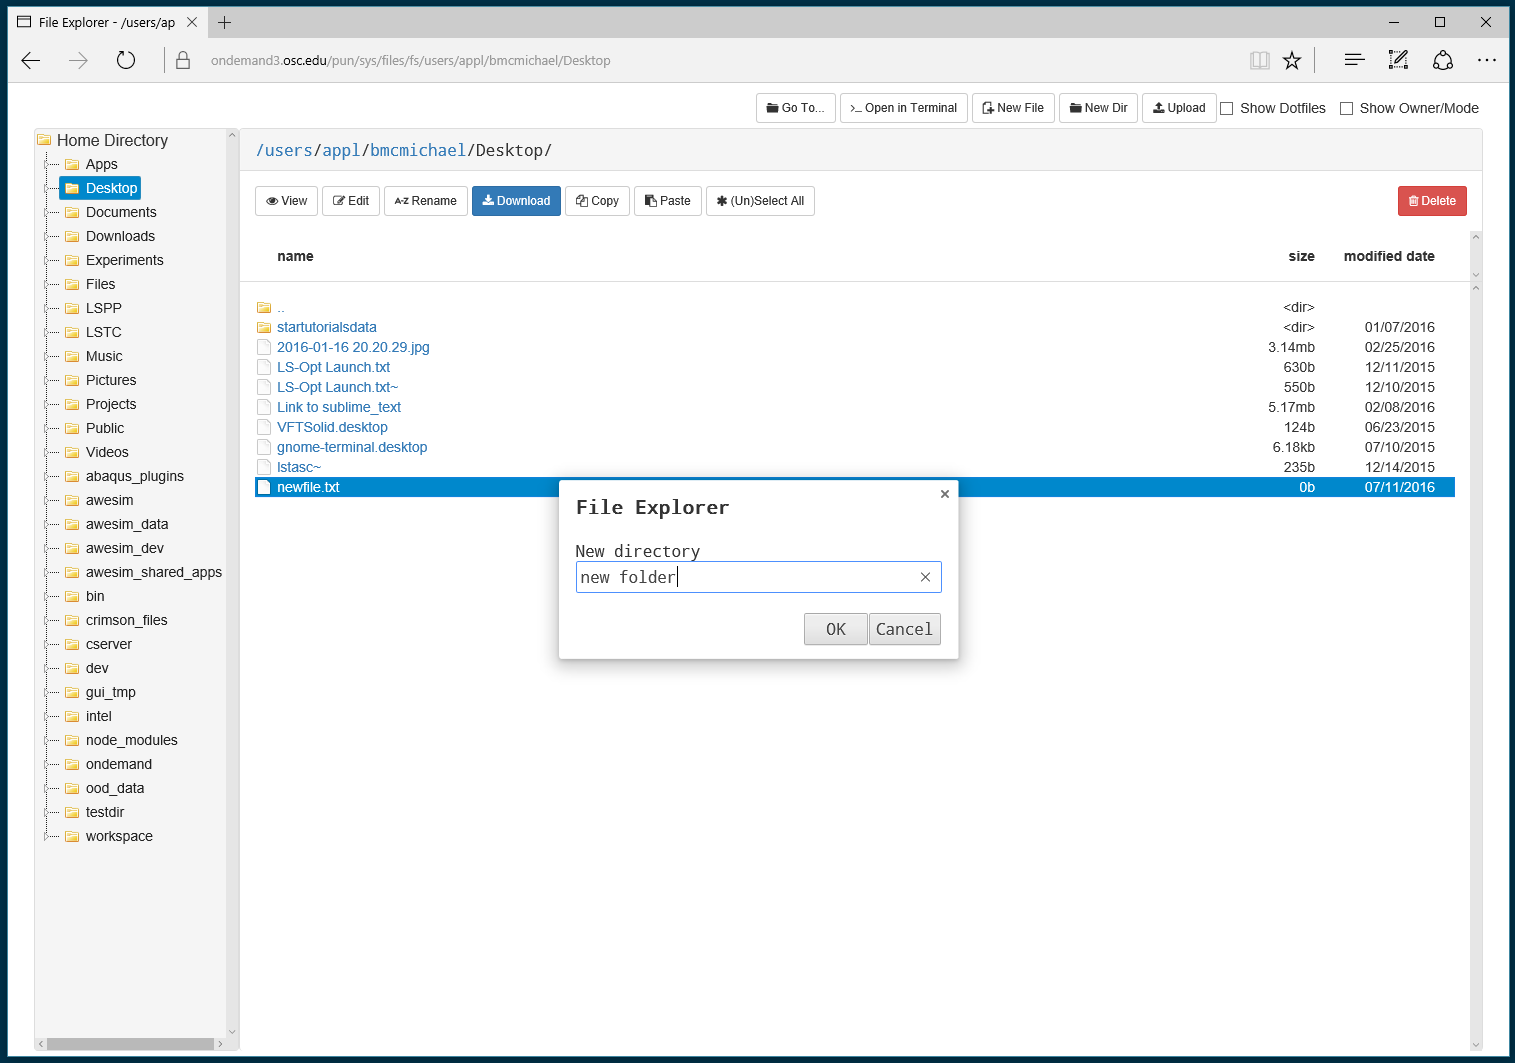 File Explorer - /users/ap
ondemand3.osc.edu/pun/sys/files/fs/users/appl/bmcmichael/Desktop
Go To... >_ Open in Terminal New File New Dir Upload Show Dotfiles Show Owner/Mode
Home Directory
Apps
Desktop
Documents
Downloads
Experiments
Files
LSPP
LSTC
Music
Pictures
Projects
Public
Videos
abaqus_plugins
awesim
awesim_data
awesim_dev
awesim_shared_apps
bin
crimson_files
cserver
dev
gui_tmp
intel
node_modules
ondemand
ood_data
testdir
workspace
/users/appl/bmcmichael/Desktop/
View Edit A-Z Rename Download Copy Paste (Un)Select All Delete
name size modified date
.. <dir>
startutorialsdata <dir> 01/07/2016
2016-01-16 20.20.29.jpg 3.14mb 02/25/2016
LS-Opt Launch.txt 630b 12/11/2015
LS-Opt Launch.txt~ 550b 12/10/2015
Link to sublime_text 5.17mb 02/08/2016
VFTSolid.desktop 124b 06/23/2015
gnome-terminal.desktop 6.18kb 07/10/2015
lstasc~ 235b 12/14/2015
newfile.txt 0b 07/11/2016
File Explorer
New directory
new folder
OK Cancel